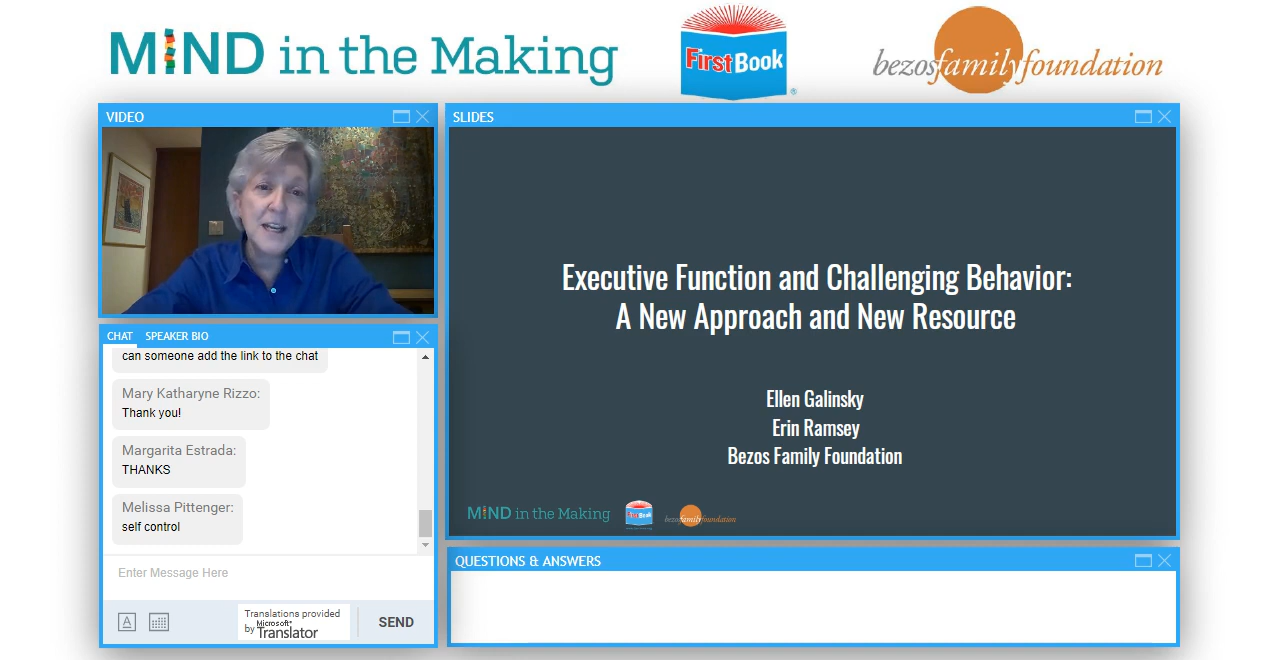 MIND in the Making
First Book
®
bezosfamilyfoundation
VIDEO
SLIDES
Executive Function and Challenging Behavior:
A New Approach and New Resource
Ellen Galinsky
Erin Ramsey
Bezos Family Foundation
MIND in the Making
First Book
bezosfamilyfoundation
CHAT SPEAKER BIO
can someone add the link to the chat
Mary Katharyne Rizzo:
Thank you!
Margarita Estrada:
THANKS
Melissa Pittenger:
self control
Enter Message Here
A
Translations provided
by Microsoft®
Translator
SEND
QUESTIONS & ANSWERS